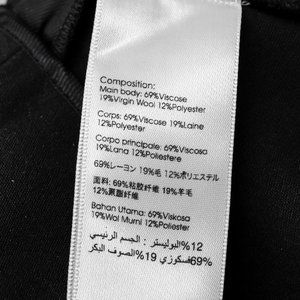 Composition:
Main body: 69%Viscose
19%Virgin Wool 12%Polyester
Corps: 69%Viscose 19%Laine
12%Polyester
Corpo principale: 69%Viscosa
19%Lana 12%Poliestere
69%レーヨン 19%毛 12%ポリエステル
面料: 69%粘胶纤维 19%羊毛
12%聚酯纤维
Bahan Utama: 69%Viskosa
19%Wol Murni 12%Polyester
12% البوليستر : الجسم الرئيسي
69%فسكوزي 19% الصوف البكر